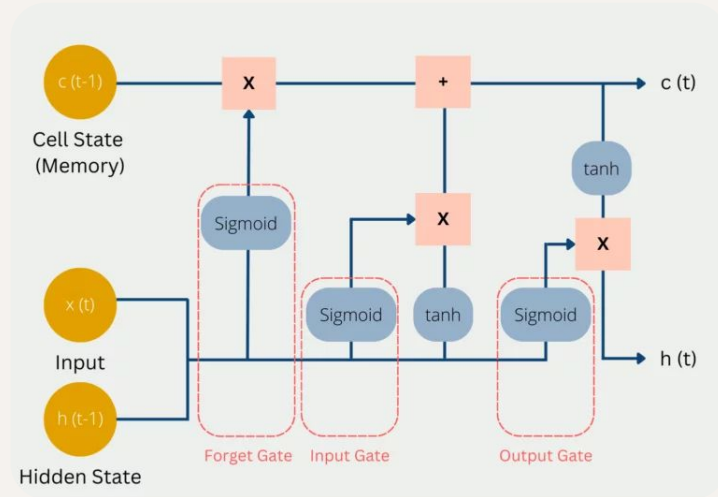 c (t-1)
X
+
c (t)
Cell State
(Memory)
tanh
Sigmoid
X
X
x (t)
Sigmoid
tanh
Sigmoid
Input
h (t)
h (t-1)
Forget Gate
Input Gate
Output Gate
Hidden State